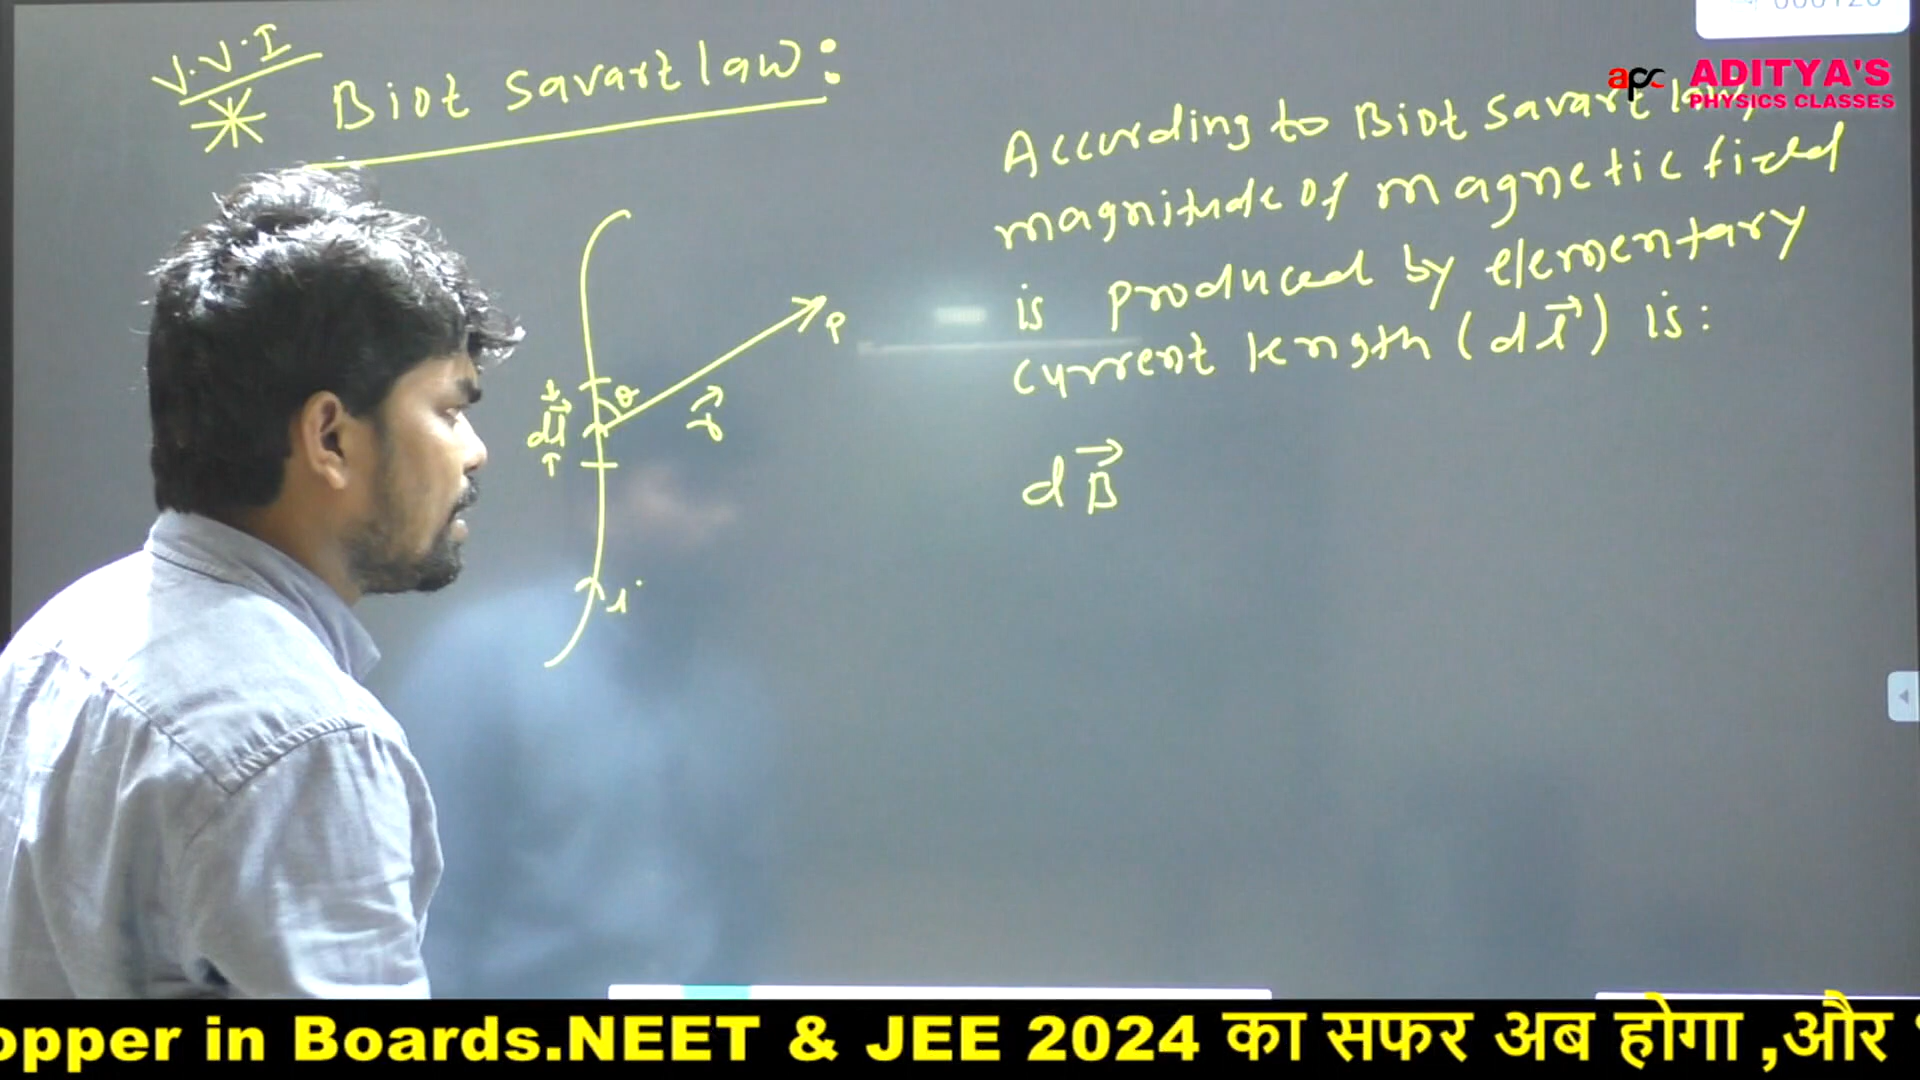 V.V.I
* Biot Savart law:
apc ADITYA'S
PHYSICS CLASSES
According to Biot Savart law,
magnitude of magnetic field
is produced by elementary
current length (dl⃗) is:
P
θ
dl⃗
r⃗
dB⃗
i
opper in Boards.NEET & JEE 2024 का सफर अब होगा ,और